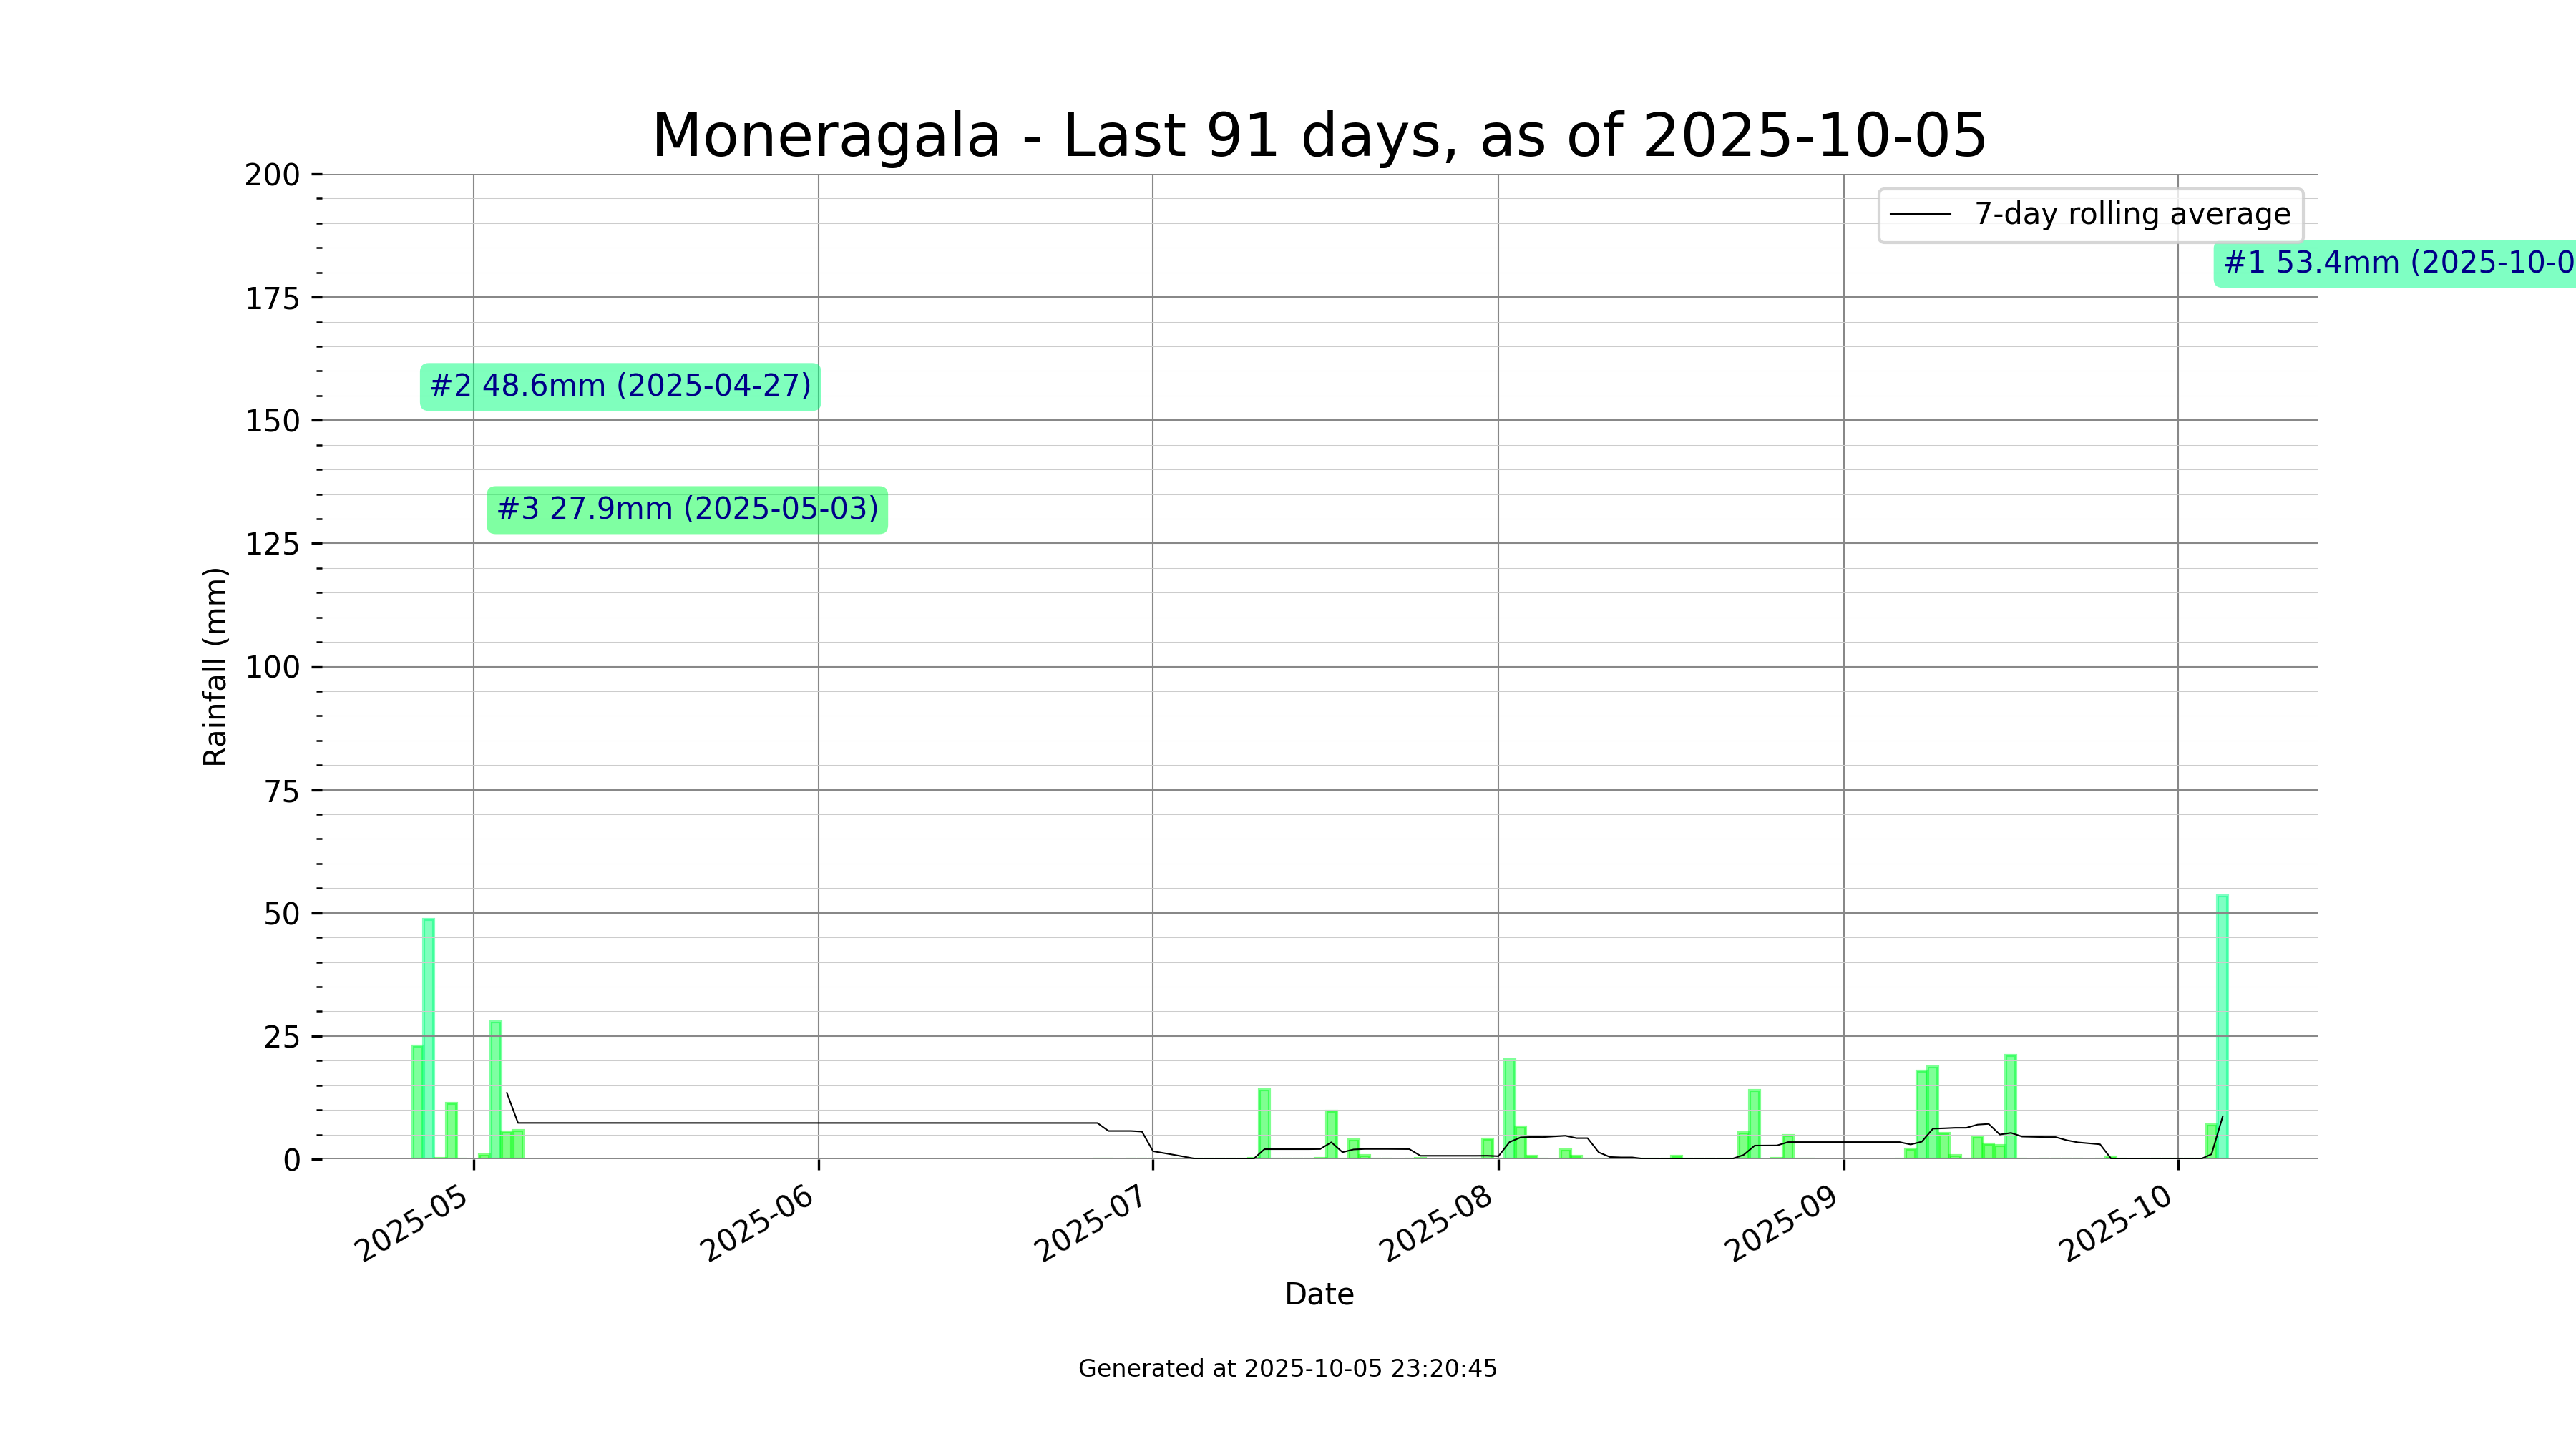 Moneragala - Last 91 days, as of 2025-10-05
7-day rolling average
#1 53.4mm (2025-10-0
#2 48.6mm (2025-04-27)
#3 27.9mm (2025-05-03)
Rainfall (mm)
200
175
150
125
100
75
50
25
0
2025-05
2025-06
2025-07
2025-08
2025-09
2025-10
Date
Generated at 2025-10-05 23:20:45